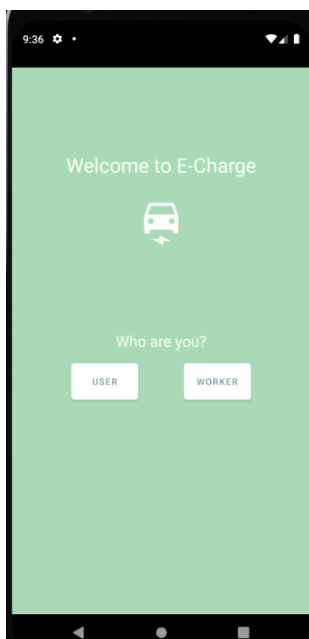 9:36
Welcome to E-Charge
Who are you?
USER
WORKER